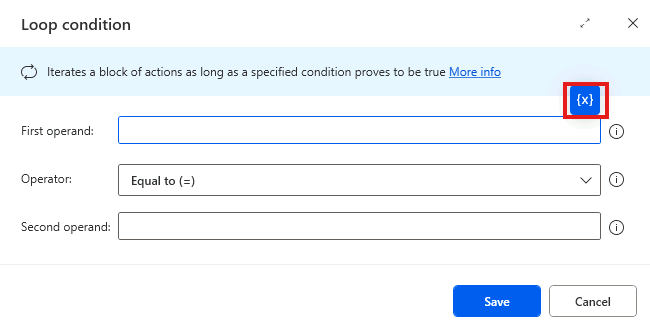 Loop condition
Iterates a block of actions as long as a specified condition proves to be true More info
{x}
First operand:
Operator: Equal to (=)
Second operand:
Save Cancel